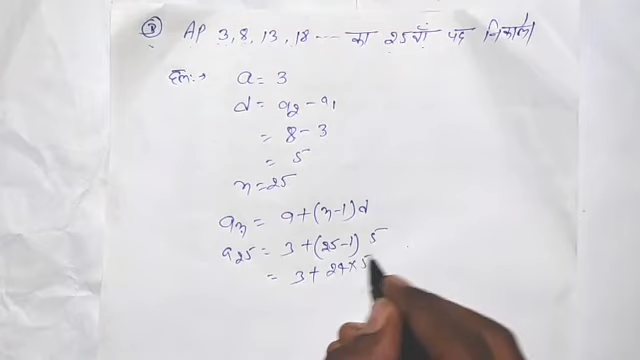 ③ AP 3, 8, 13, 18 ---- का 25वाँ पद निकालो
हल:→ a = 3
d = a₂ - a₁
= 8 - 3
= 5
n = 25
aₙ = a + (n-1)d
a₂₅ = 3 + (25-1) 5
= 3 + 24 × 5